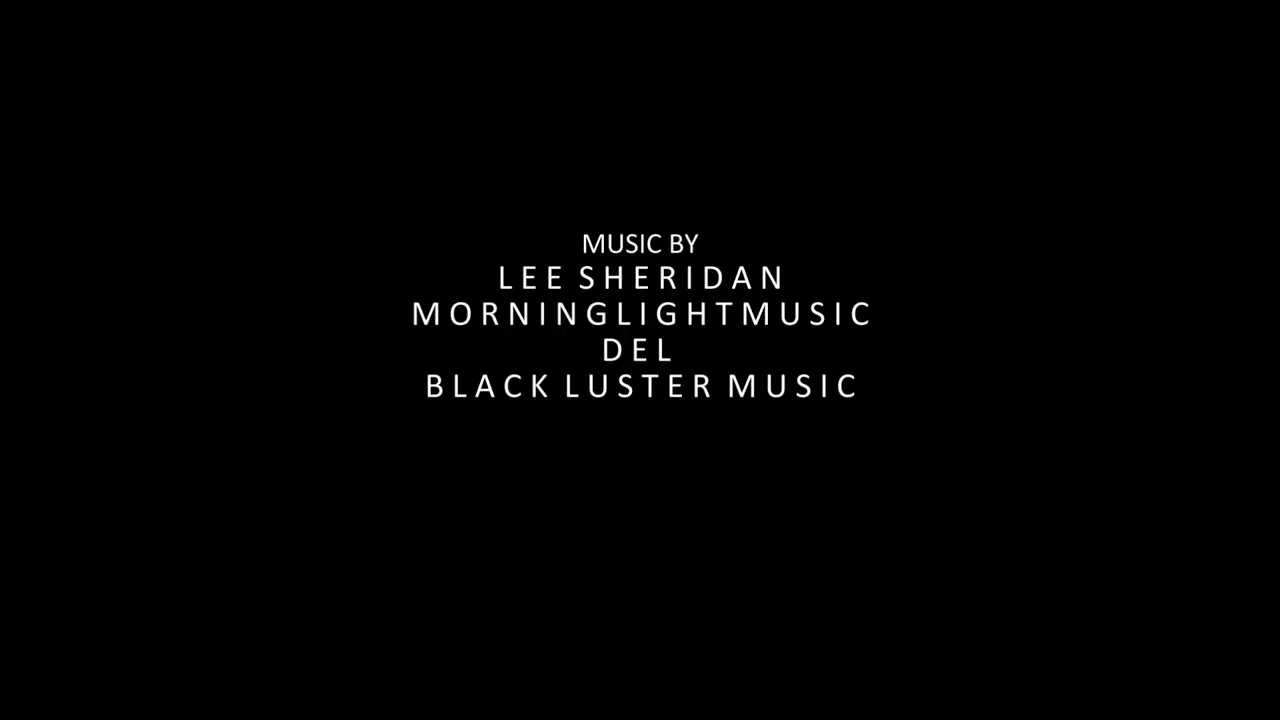 MUSIC BY
LEE SHERIDAN
MORNINGLIGHTMUSIC
DEL
BLACK LUSTER MUSIC